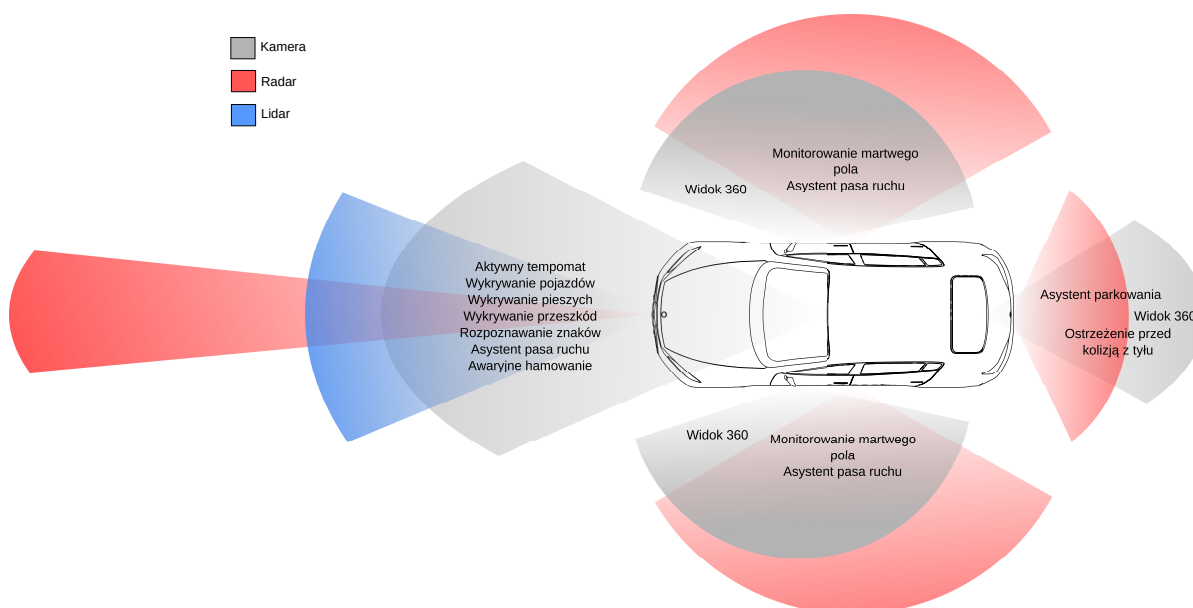 Kamera
Radar
Lidar
Monitorowanie martwego
pola
Asystent pasa ruchu
Widok 360
Aktywny tempomat
Wykrywanie pojazdów
Wykrywanie pieszych
Wykrywanie przeszkód
Rozpoznawanie znaków
Asystent pasa ruchu
Awaryjne hamowanie
Asystent parkowania
Widok 360
Ostrzeżenie przed
kolizją z tyłu
Widok 360
Monitorowanie martwego
pola
Asystent pasa ruchu